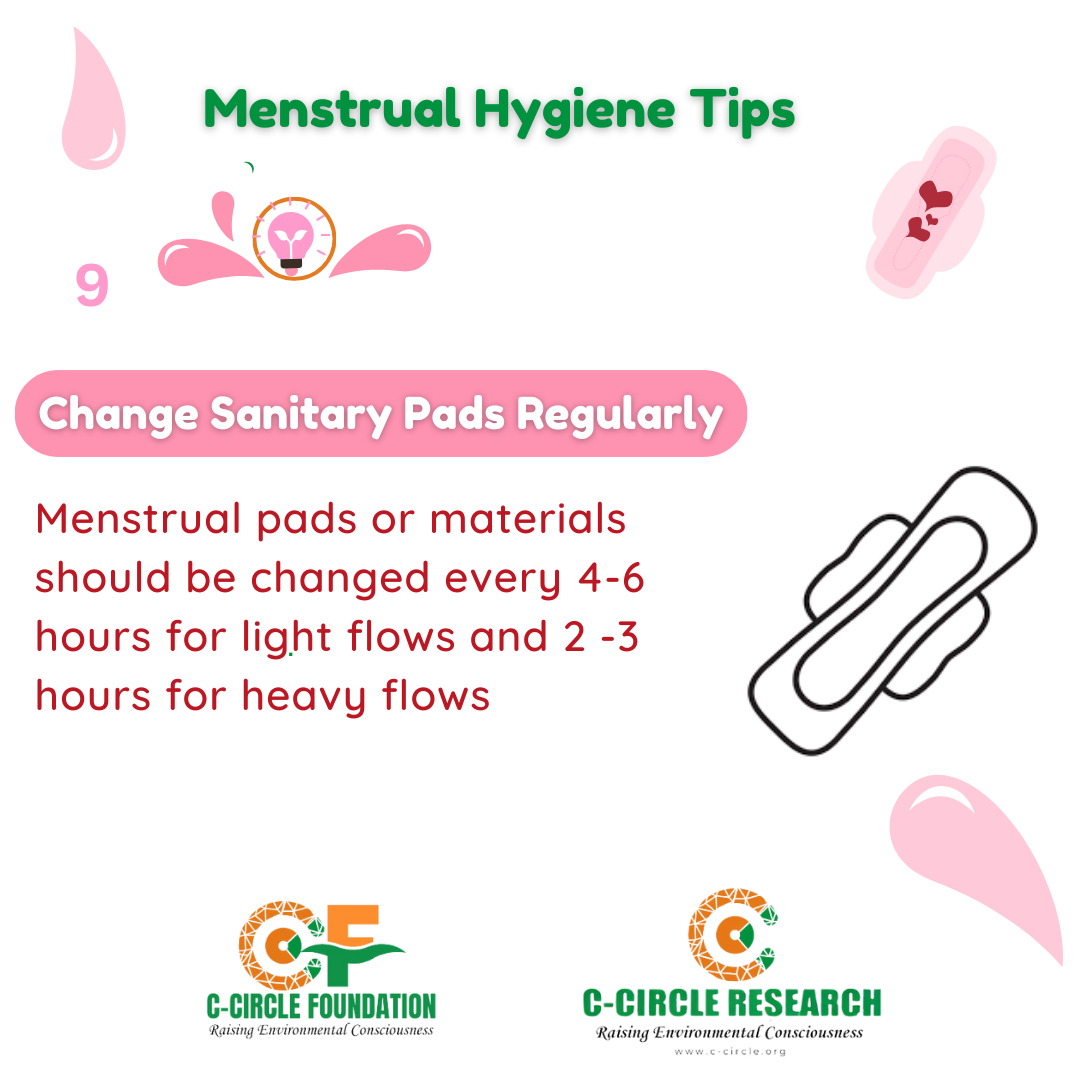 Menstrual Hygiene Tips
9
Change Sanitary Pads Regularly
Menstrual pads or materials
should be changed every 4-6
hours for light flows and 2 -3
hours for heavy flows
CF
C-CIRCLE FOUNDATION
Raising Environmental Consciousness
C
C-CIRCLE RESEARCH
Raising Environmental Consciousness
www.c-circle.org